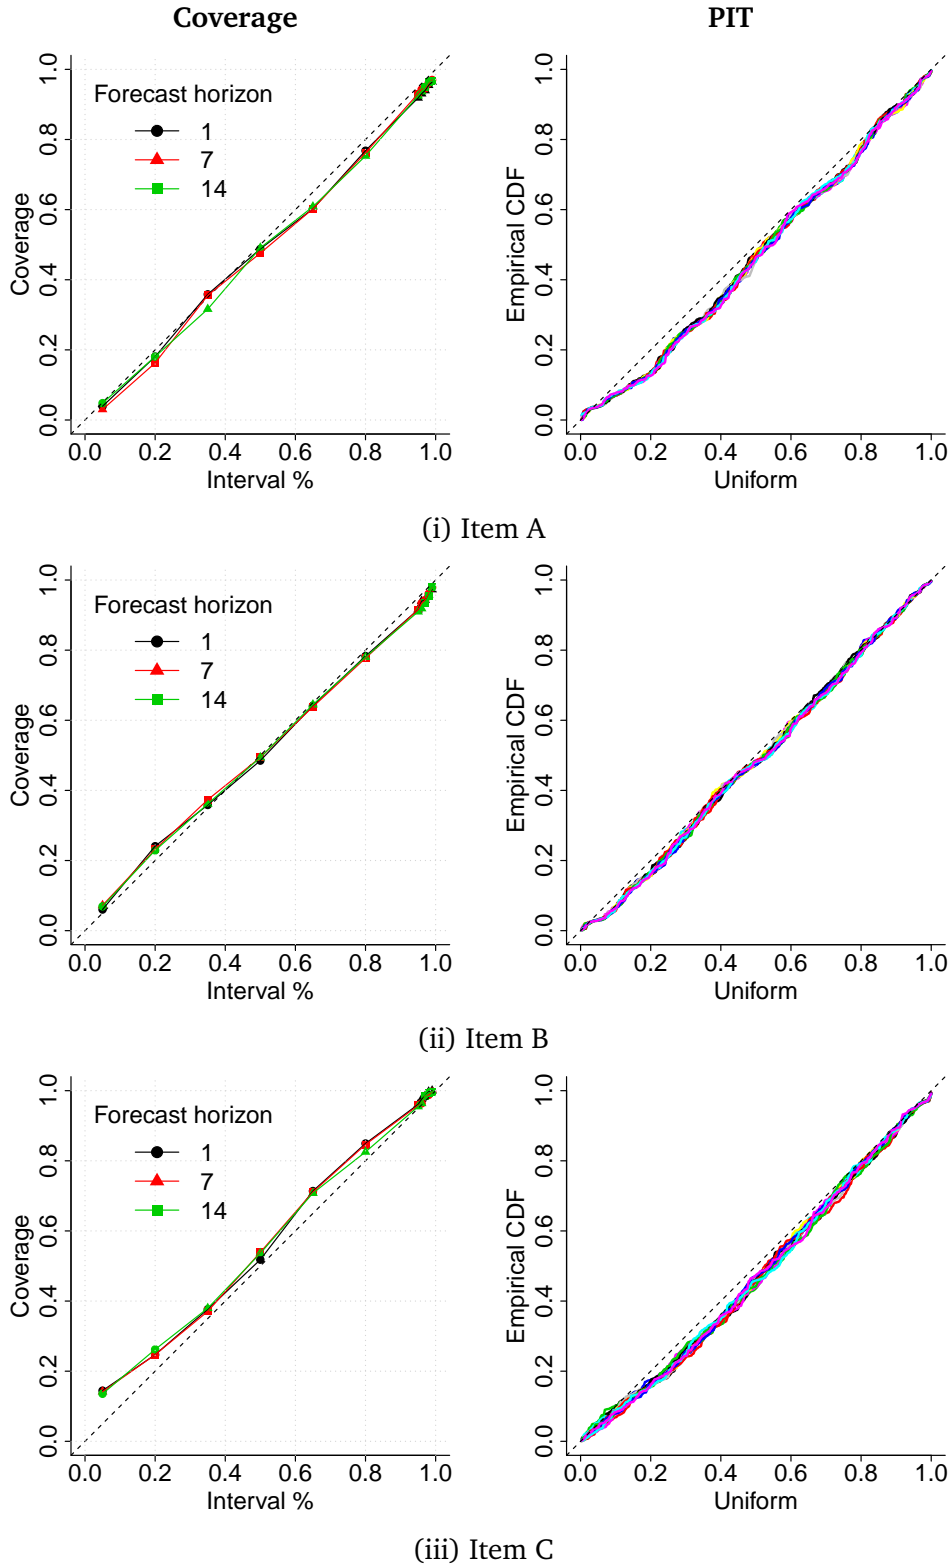 Coverage PIT
Coverage
0.0 0.2 0.4 0.6 0.8 1.0
Forecast horizon
1
7
14
0.0 0.2 0.4 0.6 0.8 1.0
Interval %
Empirical CDF
0.0 0.2 0.4 0.6 0.8 1.0
0.0 0.2 0.4 0.6 0.8 1.0
Uniform
(i) Item A
Coverage
0.0 0.2 0.4 0.6 0.8 1.0
Forecast horizon
1
7
14
0.0 0.2 0.4 0.6 0.8 1.0
Interval %
Empirical CDF
0.0 0.2 0.4 0.6 0.8 1.0
0.0 0.2 0.4 0.6 0.8 1.0
Uniform
(ii) Item B
Coverage
0.0 0.2 0.4 0.6 0.8 1.0
Forecast horizon
1
7
14
0.0 0.2 0.4 0.6 0.8 1.0
Interval %
Empirical CDF
0.0 0.2 0.4 0.6 0.8 1.0
0.0 0.2 0.4 0.6 0.8 1.0
Uniform
(iii) Item C